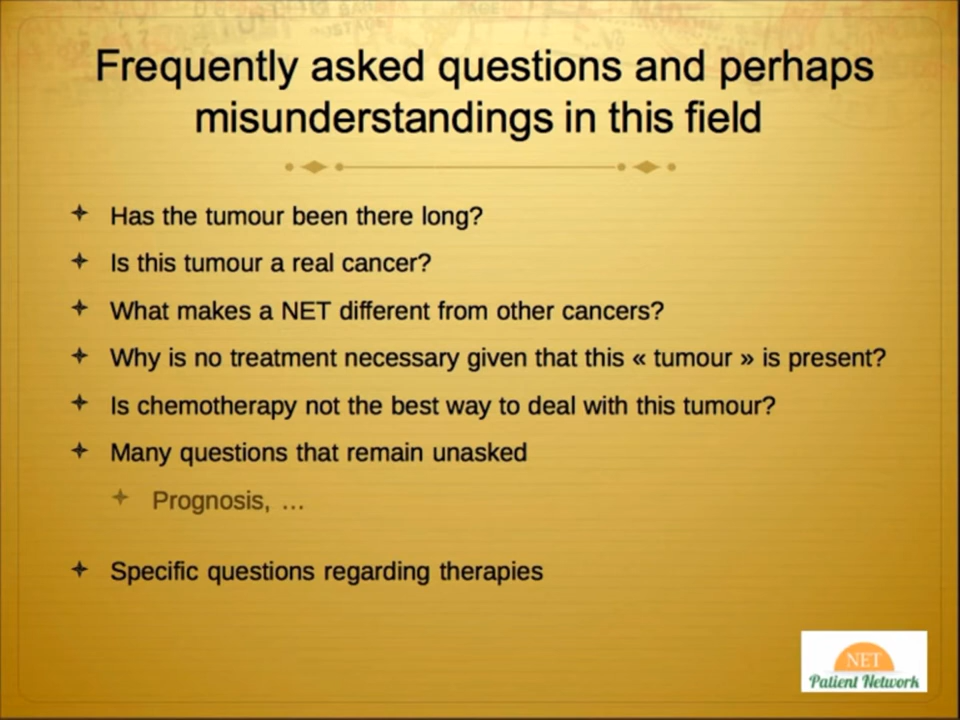 Frequently asked questions and perhaps
misunderstandings in this field
Has the tumour been there long?
Is this tumour a real cancer?
What makes a NET different from other cancers?
Why is no treatment necessary given that this « tumour » is present?
Is chemotherapy not the best way to deal with this tumour?
Many questions that remain unasked
Prognosis, …
Specific questions regarding therapies
NET
Patient Network